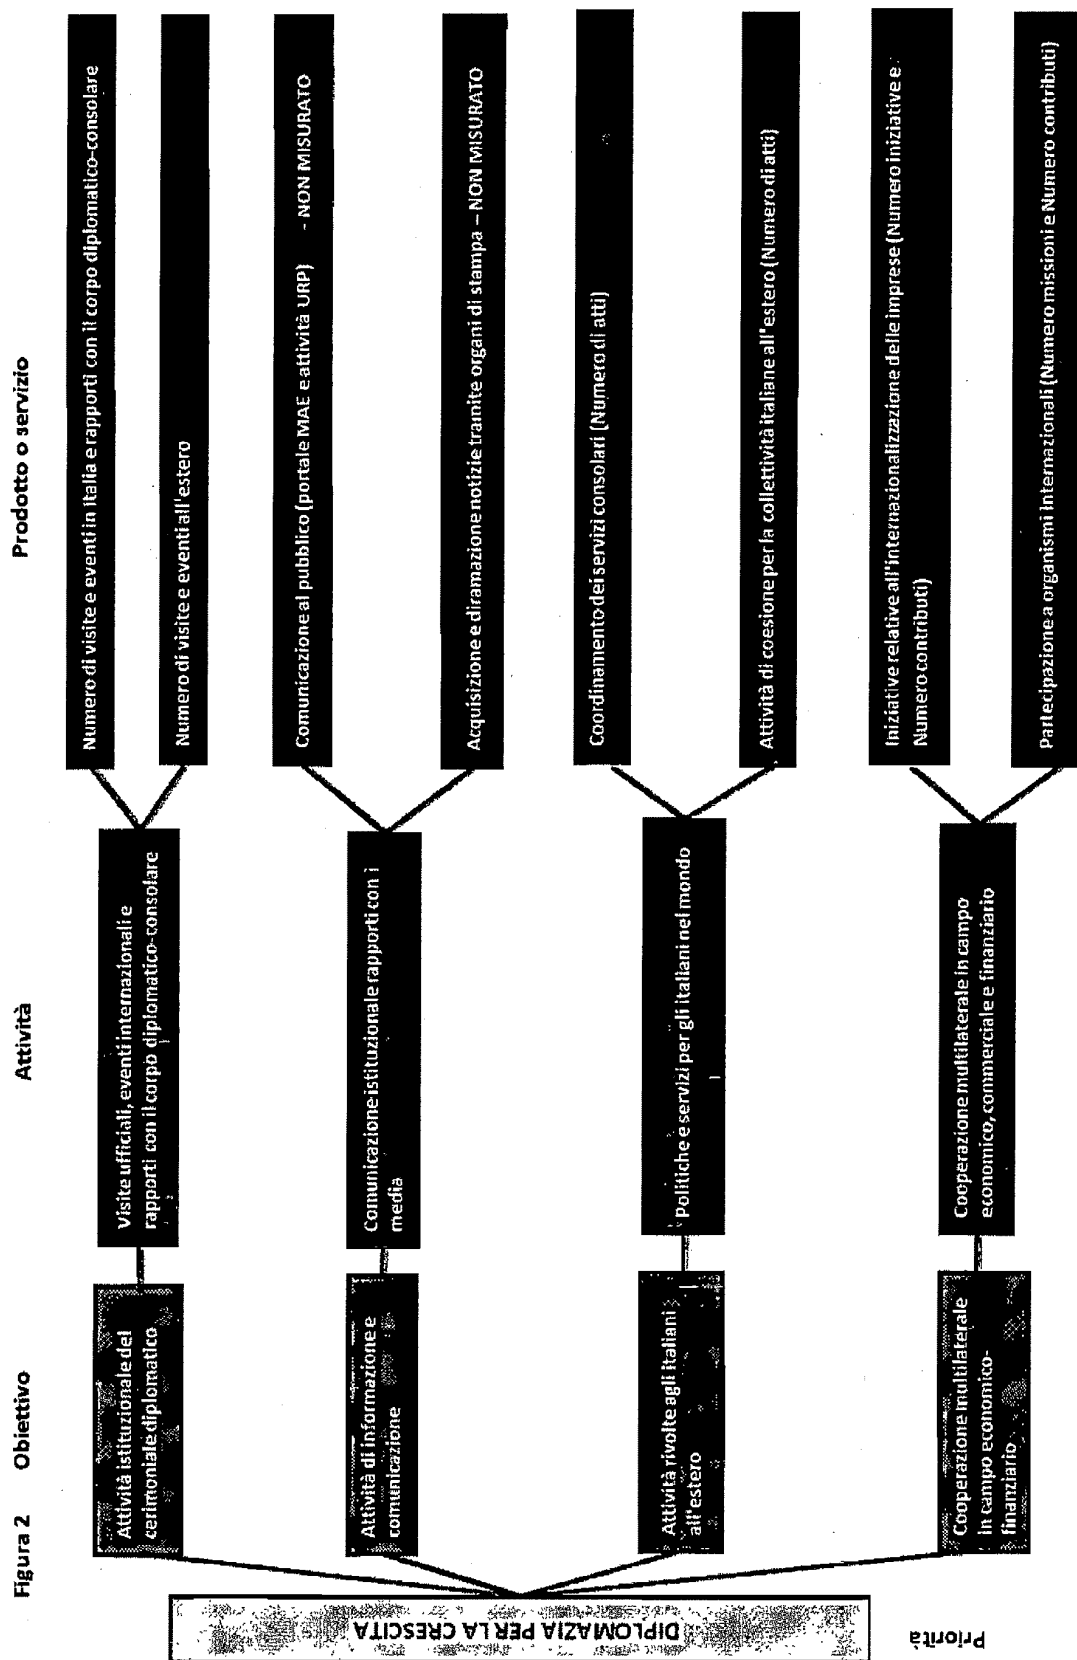 Figura 2
Obiettivo
Attività
Prodotto o servizio
Priorità
DIPLOMAZIA PER LA CRESCITA
Attività istituzionale del
cerimoniale diplomatico
Visite ufficiali, eventi internazionali e
rapporti con il corpo diplomatico-consolare
Numero di visite e eventi in Italia e rapporti con il corpo diplomatico-consolare
Numero di visite e eventi all'estero
Attività di informazione e
comunicazione
Comunicazione istituzionale rapporti con i
media
Comunicazione al pubblico (portale MAE e attività URP) - NON MISURATO
Acquisizione e diramazione notizie tramite organi di stampa – NON MISURATO
Attività rivolte agli italiani
all'estero
Politiche e servizi per gli italiani nel mondo
Coordinamento dei servizi consolari (Numero di atti)
Attività di coesione per la collettività italiane all'estero (Numero di atti)
Cooperazione multilaterale
in campo economico-
finanziario
Cooperazione multilaterale in campo
economico, commerciale e finanziario
Iniziative relative all'internazionalizzazione delle imprese (Numero iniziative e
Numero contributi)
Partecipazione a organismi internazionali (Numero missioni e Numero contributi)